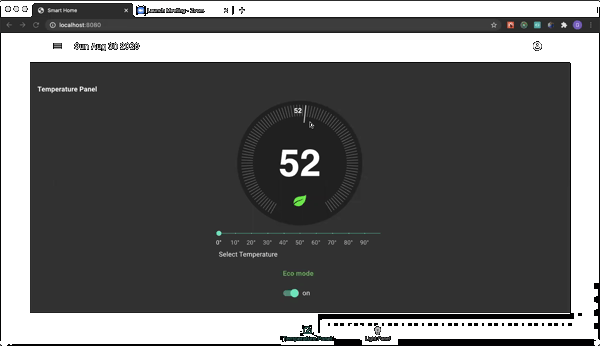 Smart Home
Launch Meeting - Zoom
localhost:8080
Sun Aug 30 2020
Temperature Panel
52
52
0° 10° 20° 30° 40° 50° 60° 70° 80° 90°
Select Temperature
Eco mode
on
Temperature Panel
Light Panel